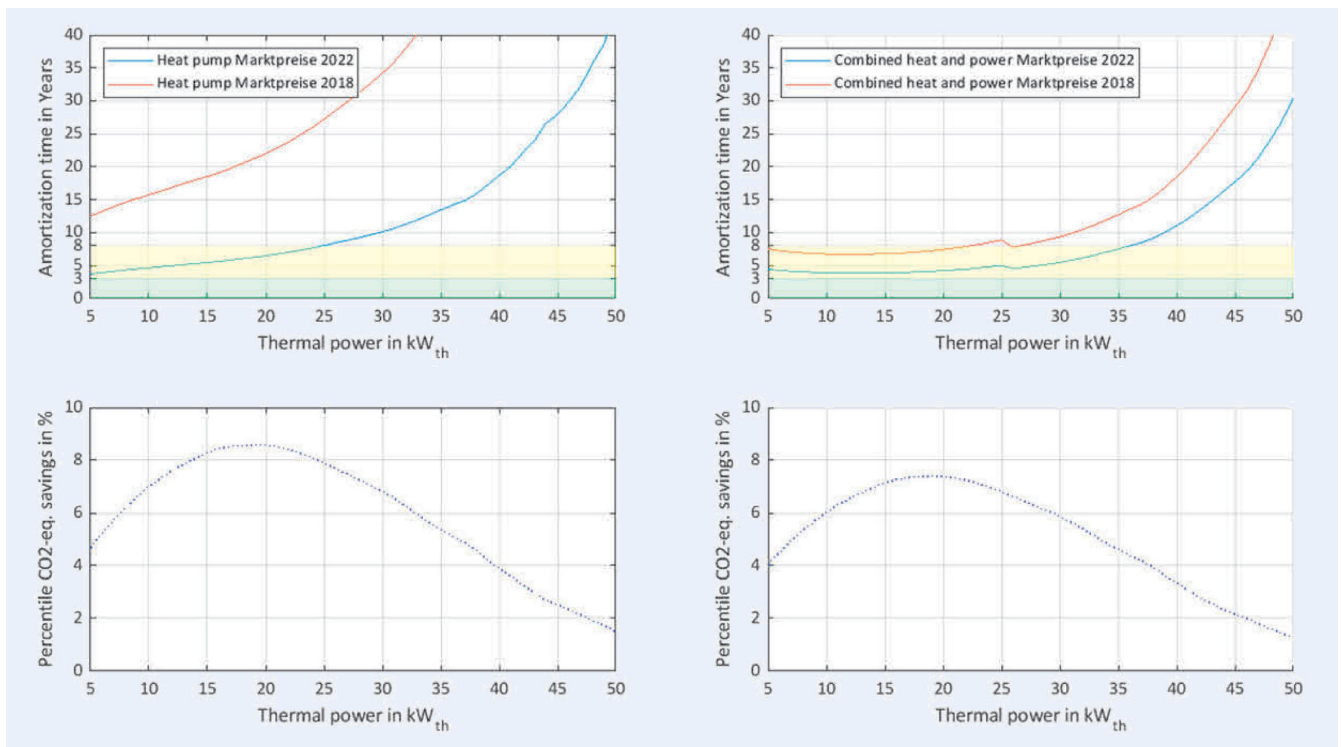 Heat pump Marktpreise 2022
Heat pump Marktpreise 2018
Amortization time in Years
40
35
30
25
20
15
10
8
5
3
0
5 10 15 20 25 30 35 40 45 50
Thermal power in kW_th
Combined heat and power Marktpreise 2022
Combined heat and power Marktpreise 2018
Amortization time in Years
40
35
30
25
20
15
10
8
5
3
0
5 10 15 20 25 30 35 40 45 50
Thermal power in kW_th
Percentile CO2-eq. savings in %
10
8
6
4
2
0
5 10 15 20 25 30 35 40 45 50
Thermal power in kW_th
Percentile CO2-eq. savings in %
10
8
6
4
2
0
5 10 15 20 25 30 35 40 45 50
Thermal power in kW_th